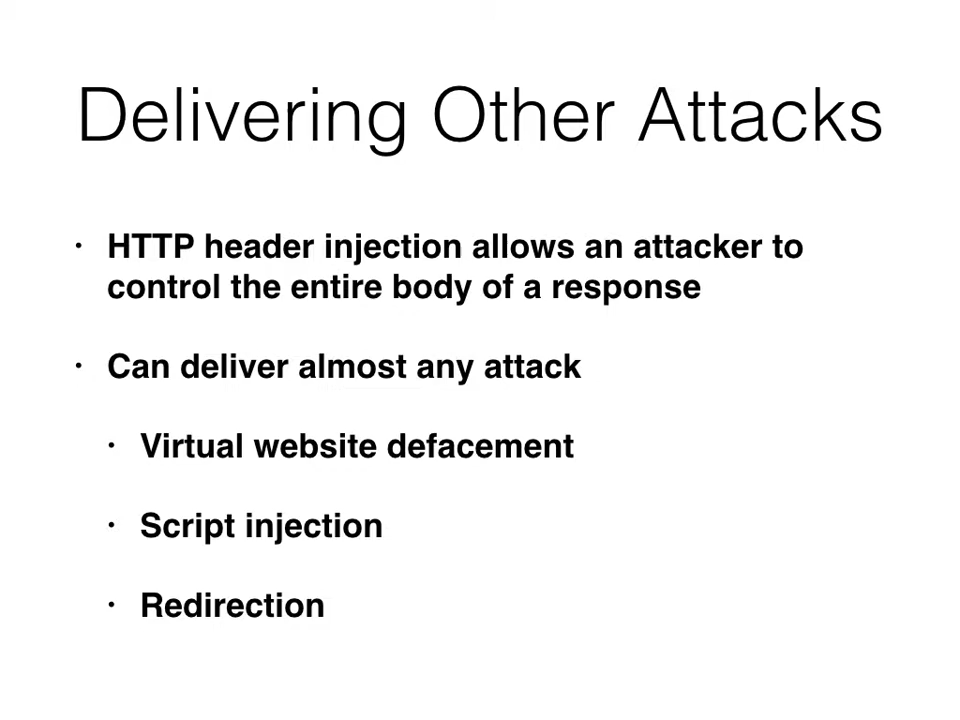 Delivering Other Attacks
• HTTP header injection allows an attacker to
control the entire body of a response
• Can deliver almost any attack
• Virtual website defacement
• Script injection
• Redirection